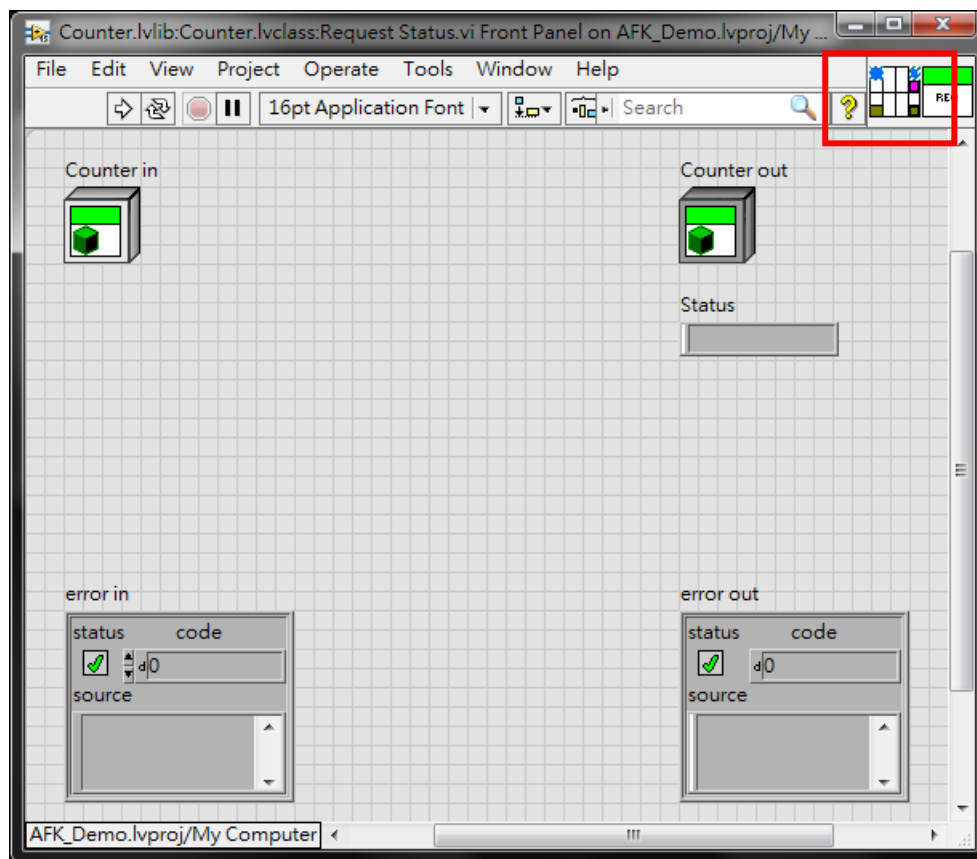 Counter.lvlib:Counter.lvclass:Request Status.vi Front Panel on AFK_Demo.lvproj/My ...
File Edit View Project Operate Tools Window Help
16pt Application Font Search
Counter in Counter out
Status
error in error out
status code status code
0 0
source source
AFK_Demo.lvproj/My Computer